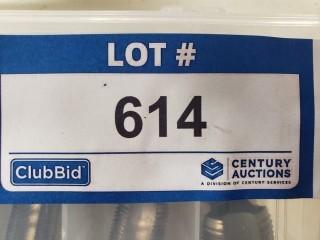 LOT #
614
ClubBid
CENTURY
AUCTIONS
A DIVISION OF CENTURY SERVICES